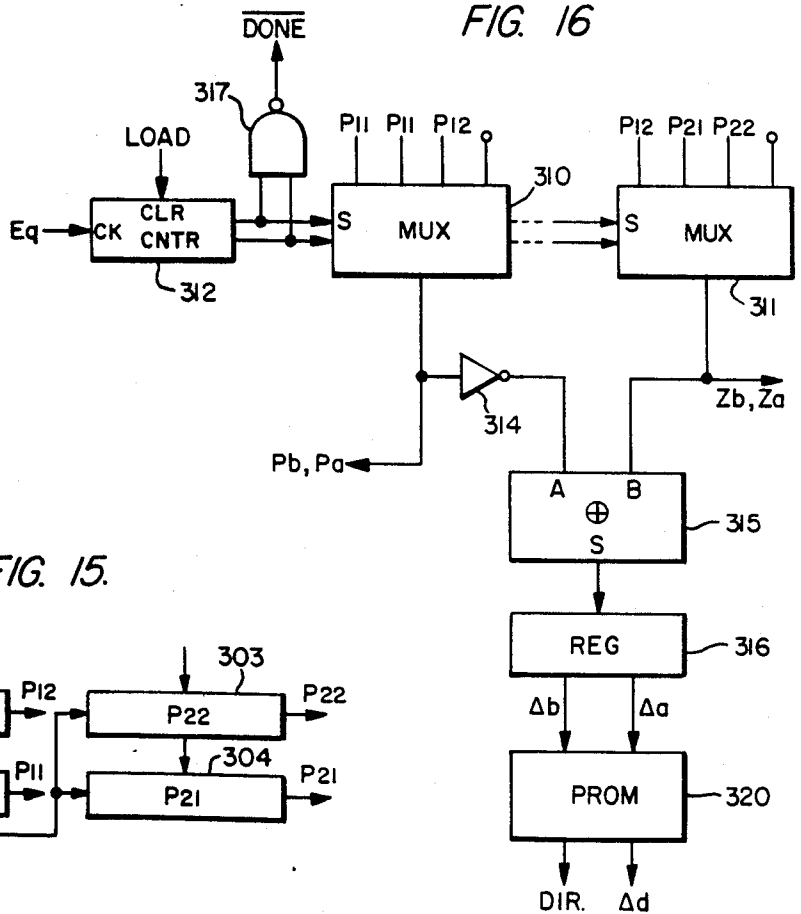 DONE
FIG. 16
317
P11 P11 P12
P12 P21 P22
LOAD
310
CLR
Eq
CK
CNTR
S
MUX
S
MUX
312
311
314
Zb, Za
Pb, Pa
A B
⊕
S
315
FIG. 15.
REG
316
303
P12
P22
P22
Δb
Δa
304
P11
P21
P21
PROM
320
DIR.
Δd